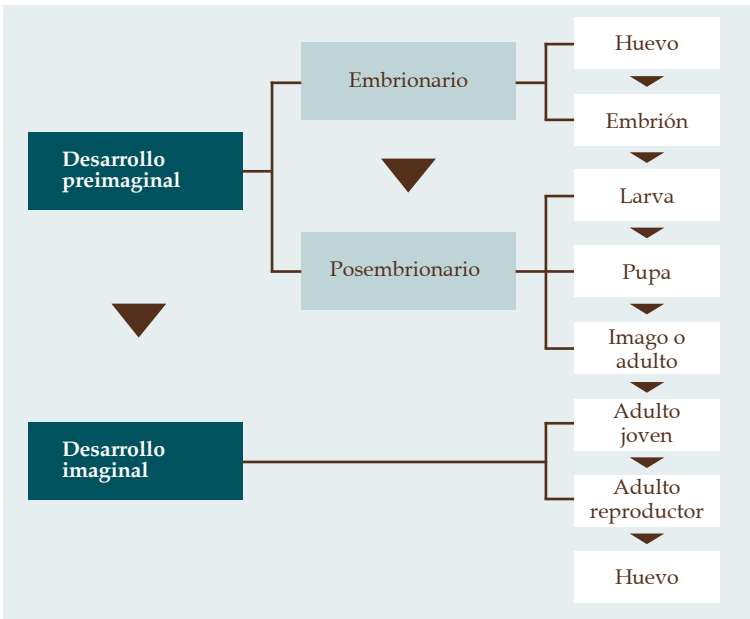 Desarrollo
preimaginal
Embrionario
Huevo
Embrión
Posembrionario
Larva
Pupa
Imago o
adulto
Desarrollo
imaginal
Adulto
joven
Adulto
reproductor
Huevo